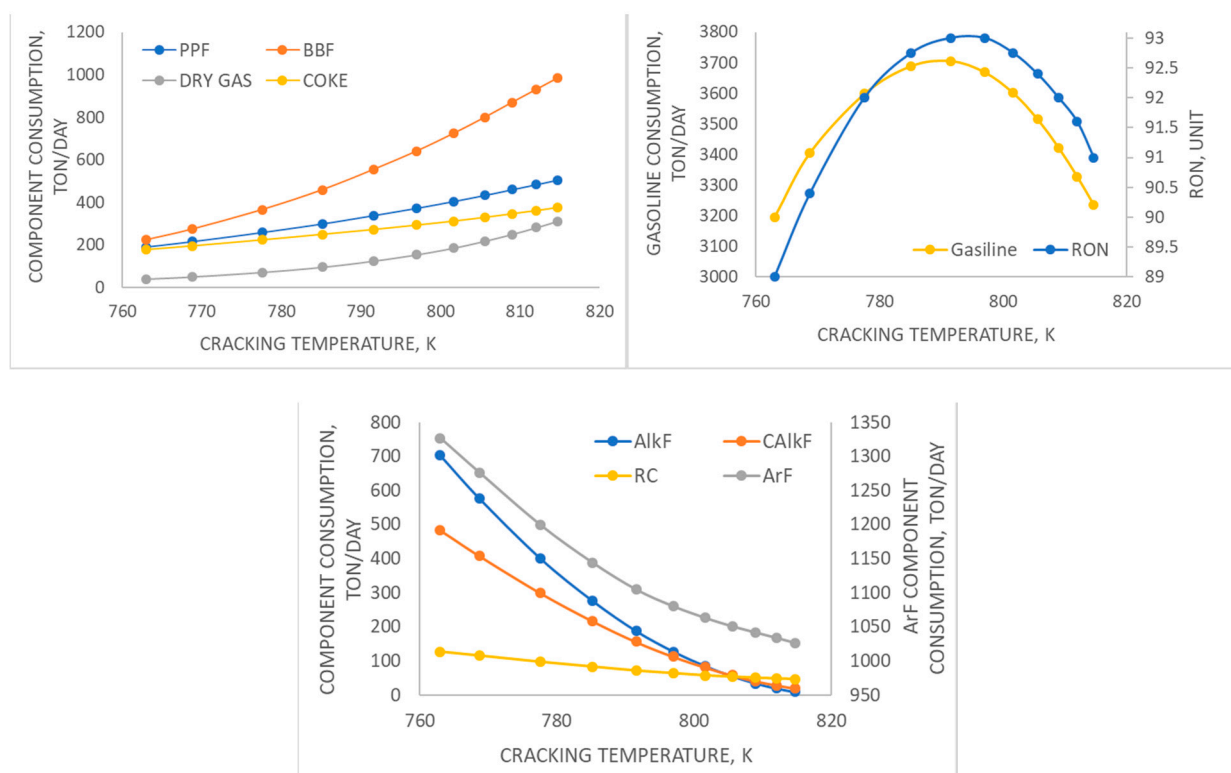 COMPONENT CONSUMPTION,
TON/DAY
1200
1000
800
600
400
200
0
PPF
BBF
DRY GAS
COKE
760
770
780
790
800
810
820
CRACKING TEMPERATURE, K
GASOLINE CONSUMPTION,
TON/DAY
3800
3700
3600
3500
3400
3300
3200
3100
3000
93
92.5
92
91.5
91
90.5
90
89.5
89
RON, UNIT
Gasiline
RON
760
780
800
820
CRACKING TEMPERATURE, K
COMPONENT CONSUMPTION,
TON/DAY
800
700
600
500
400
300
200
100
0
AlkF
CAlkF
RC
ArF
1350
1300
1250
1200
1150
1100
1050
1000
950
ArF COMPONENT
CONSUMPTION, TON/DAY
760
780
800
820
CRACKING TEMPERATURE, K